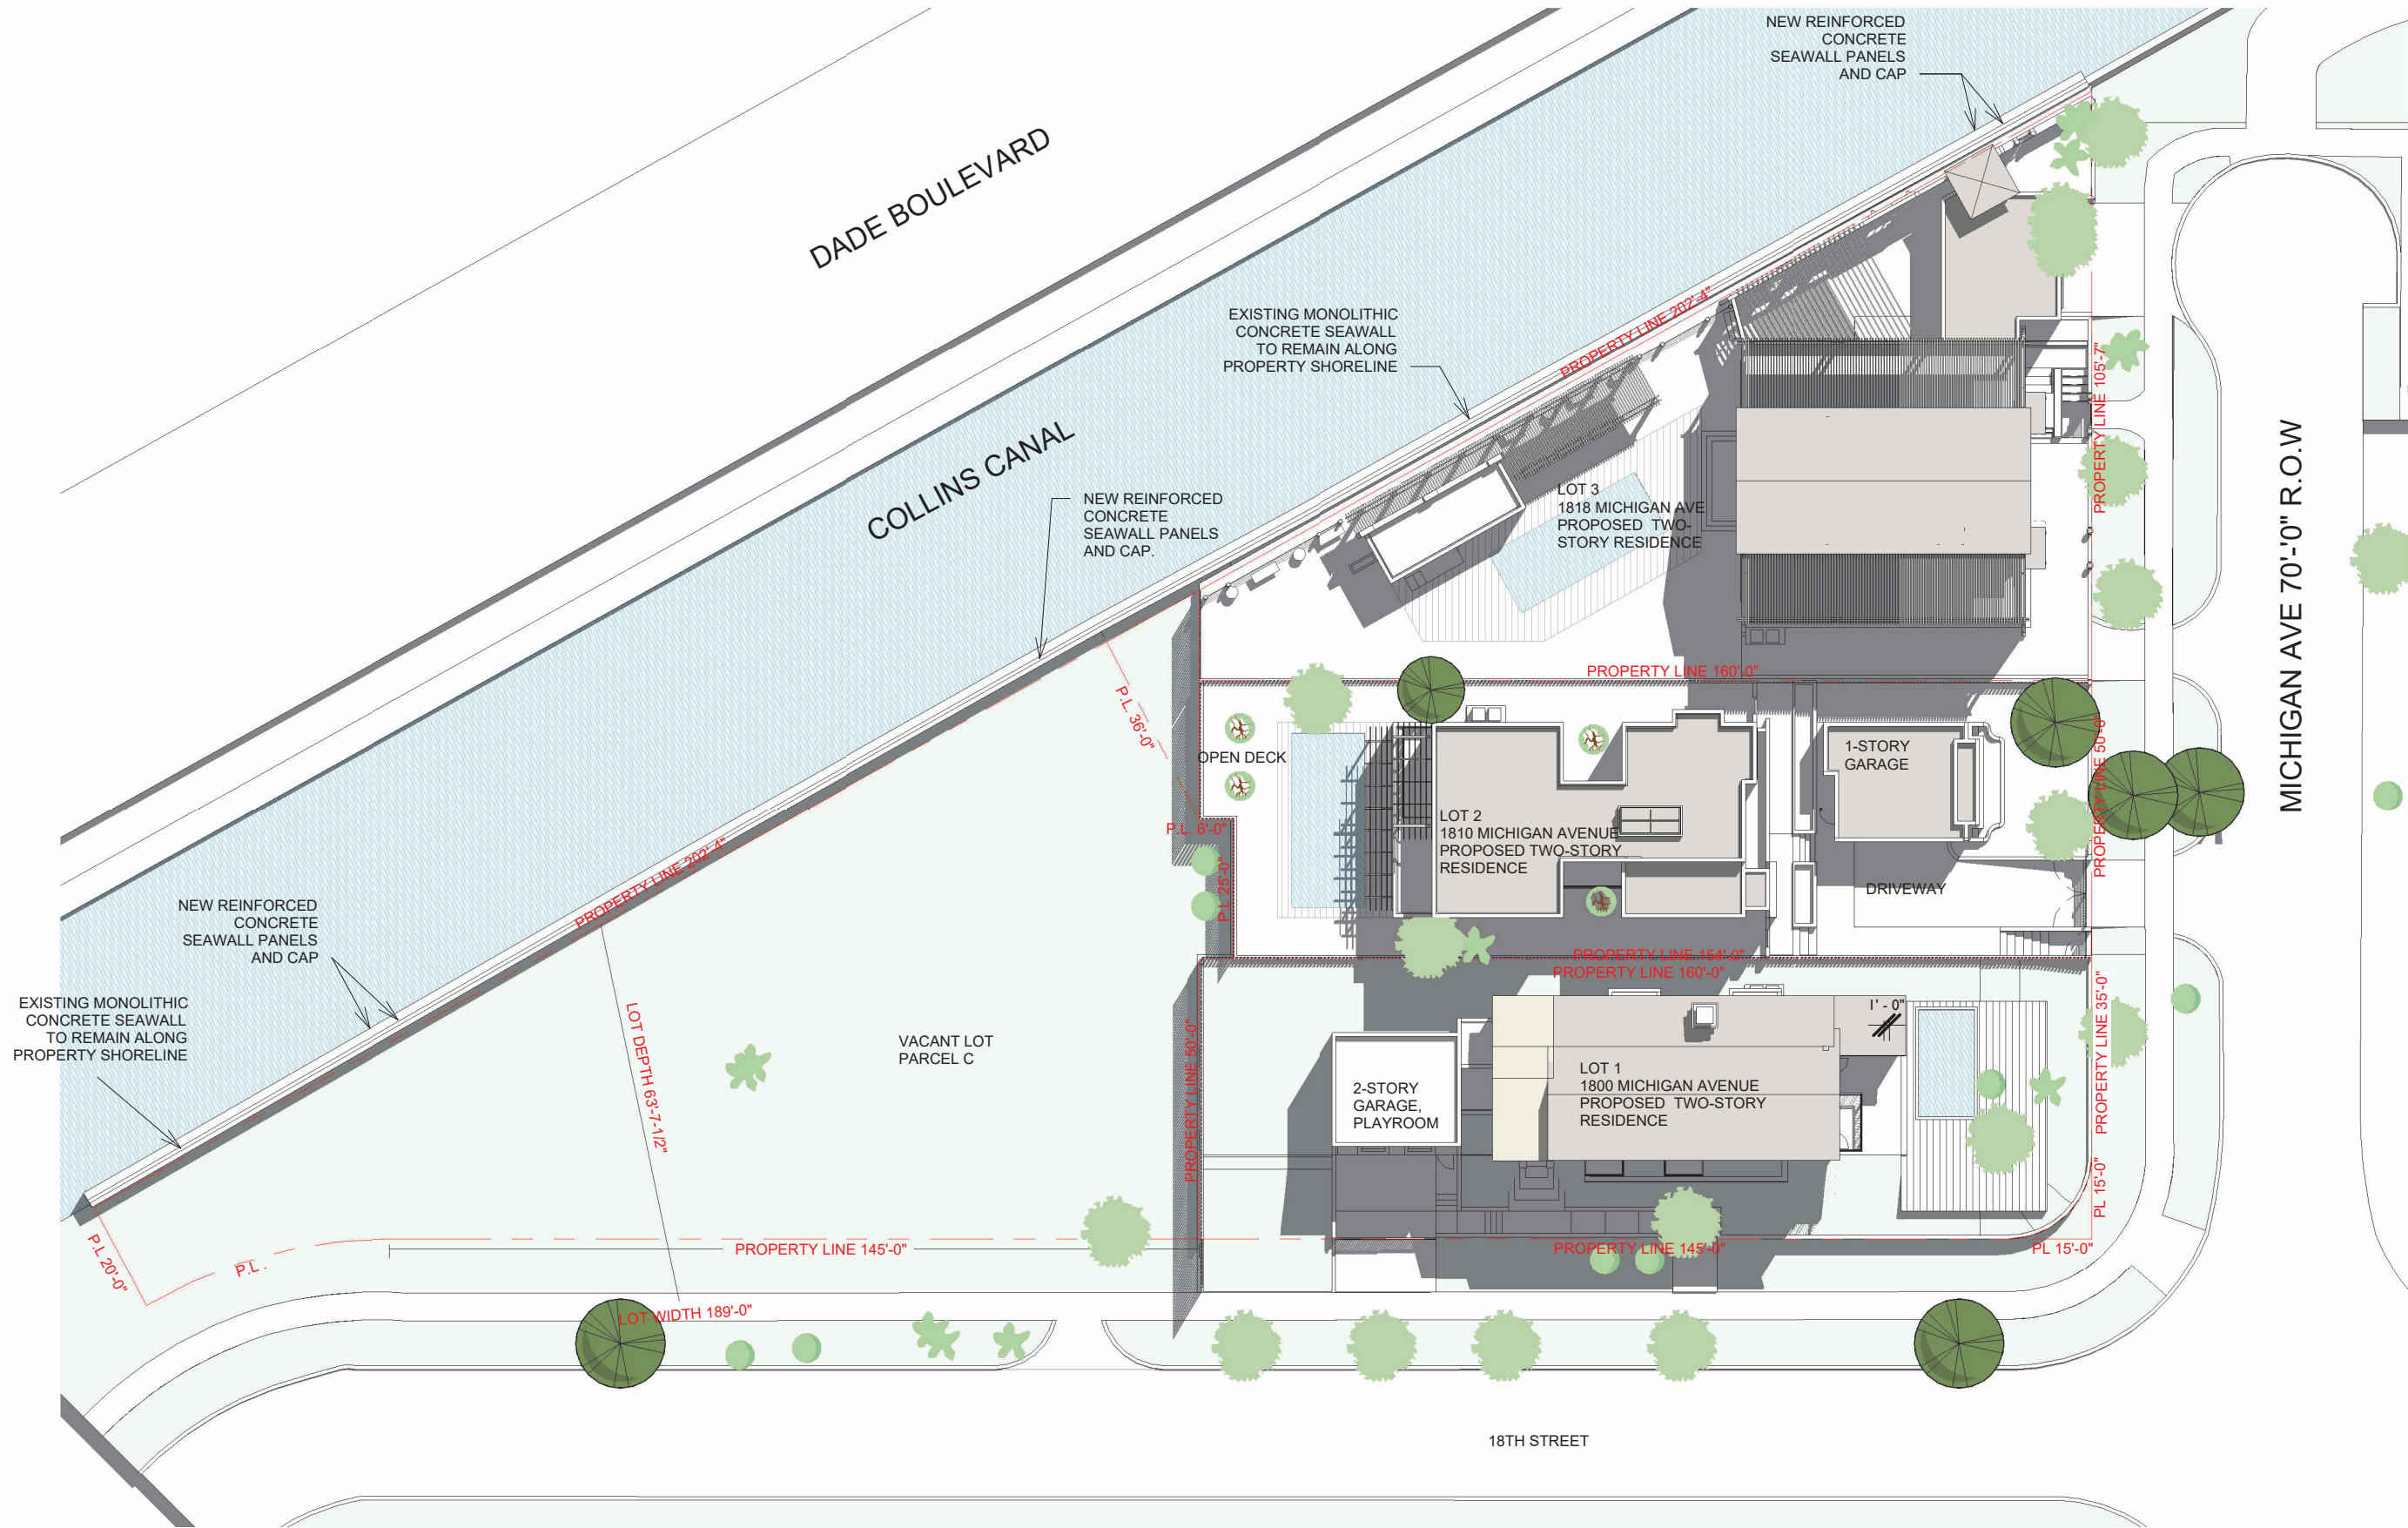 NEW REINFORCED
CONCRETE
SEAWALL PANELS
AND CAP
DADE BOULEVARD
COLLINS CANAL
EXISTING MONOLITHIC
CONCRETE SEAWALL
TO REMAIN ALONG
PROPERTY SHORELINE
PROPERTY LINE 202'-4"
PROPERTY LINE 105'-7"
MICHIGAN AVE 70'-'0" R.O.W
NEW REINFORCED
CONCRETE
SEAWALL PANELS
AND CAP.
LOT 3
1818 MICHIGAN AVE
PROPOSED TWO-
STORY RESIDENCE
PROPERTY LINE 160'-0"
P.L. 36'-0"
OPEN DECK
1-STORY
GARAGE
PROPERTY LINE 50'-0"
LOT 2
1810 MICHIGAN AVENUE
PROPOSED TWO-STORY
RESIDENCE
P.L. 6'-0"
P.L 25'-0"
DRIVEWAY
PROPERTY LINE 202'-4"
NEW REINFORCED
CONCRETE
SEAWALL PANELS
AND CAP
EXISTING MONOLITHIC
CONCRETE SEAWALL
TO REMAIN ALONG
PROPERTY SHORELINE
PROPERTY LINE 154'-0"
PROPERTY LINE 160'-0"
1' - 0"
PROPERTY LINE 35'-0"
LOT DEPTH 63'-7-1/2"
VACANT LOT
PARCEL C
PROPERTY LINE 50'-0"
2-STORY
GARAGE,
PLAYROOM
LOT 1
1800 MICHIGAN AVENUE
PROPOSED TWO-STORY
RESIDENCE
PL 15'-0"
P.L 20'-0"
P.L .
PROPERTY LINE 145'-0"
PROPERTY LINE 145'-0"
PL 15'-0"
LOT WIDTH 189'-0"
18TH STREET